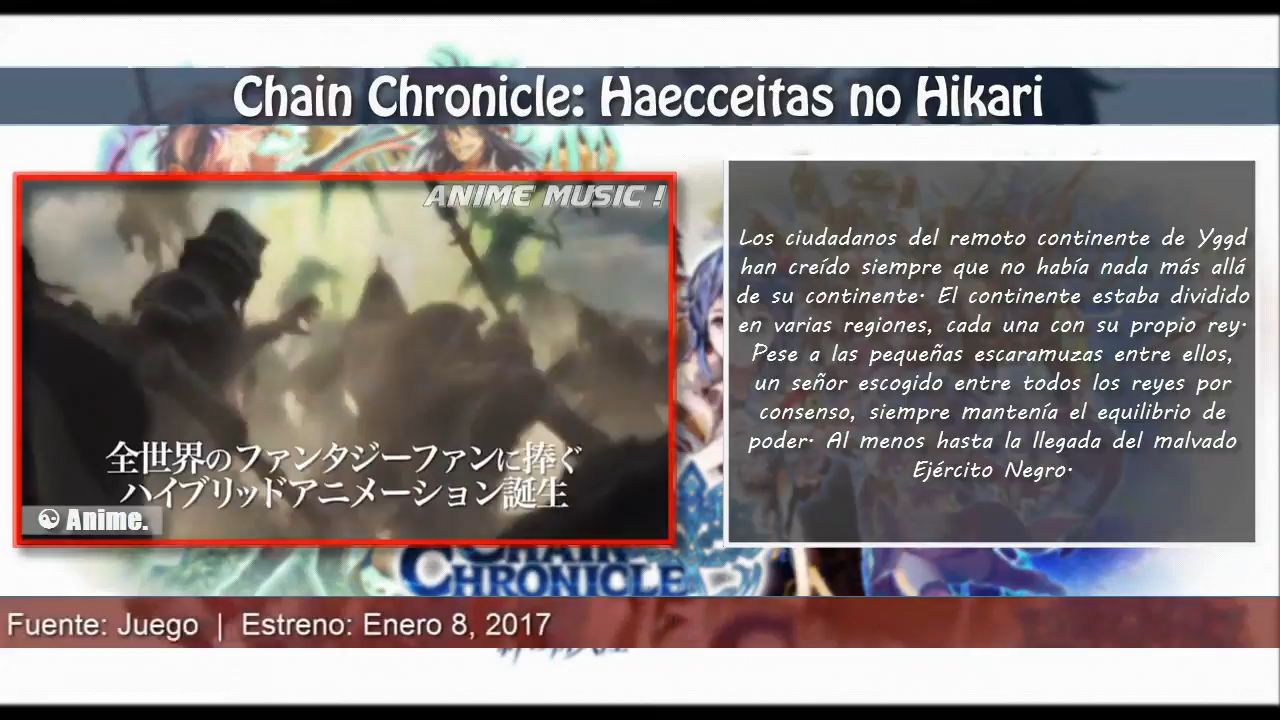 Chain Chronicle: Haecceitas no Hikari
ANIME MUSIC !
全世界のファンタジーファンに捧ぐ
ハイブリッドアニメーション誕生
Anime.
Los ciudadanos del remoto continente de Yggd
han creído siempre que no había nada más allá
de su continente. El continente estaba dividido
en varias regiones, cada una con su propio rey.
Pese a las pequeñas escaramuzas entre ellos,
un señor escogido entre todos los reyes por
consenso, siempre mantenía el equilibrio de
poder. Al menos hasta la llegada del malvado
Ejército Negro.
CHAIN
CHRONICLE
Fuente: Juego | Estreno: Enero 8, 2017